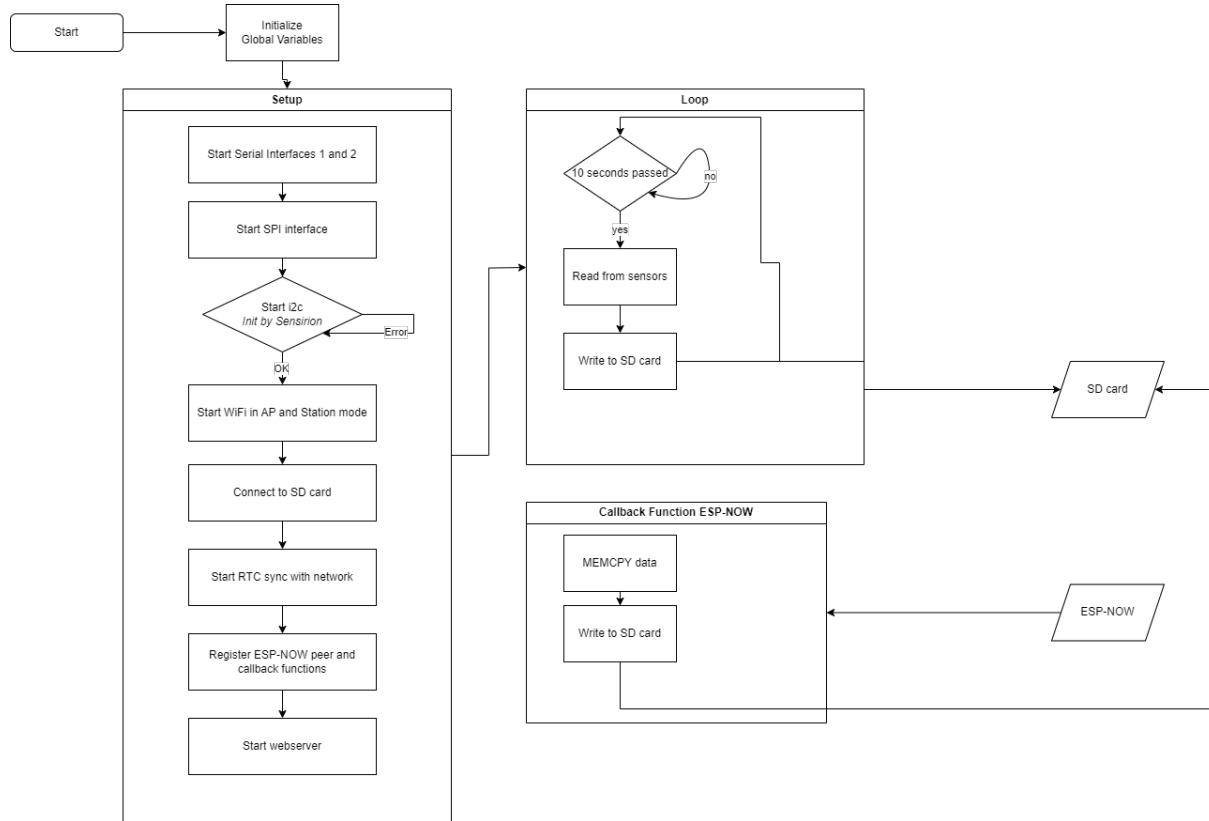 Start
Initialize
Global Variables
Setup
Start Serial Interfaces 1 and 2
Start SPI interface
Start i2c
Init by Sensirion
Error
OK
Start WiFi in AP and Station mode
Connect to SD card
Start RTC sync with network
Register ESP-NOW peer and
callback functions
Start webserver
Loop
10 seconds passed
no
yes
Read from sensors
Write to SD card
SD card
Callback Function ESP-NOW
MEMCPY data
Write to SD card
ESP-NOW